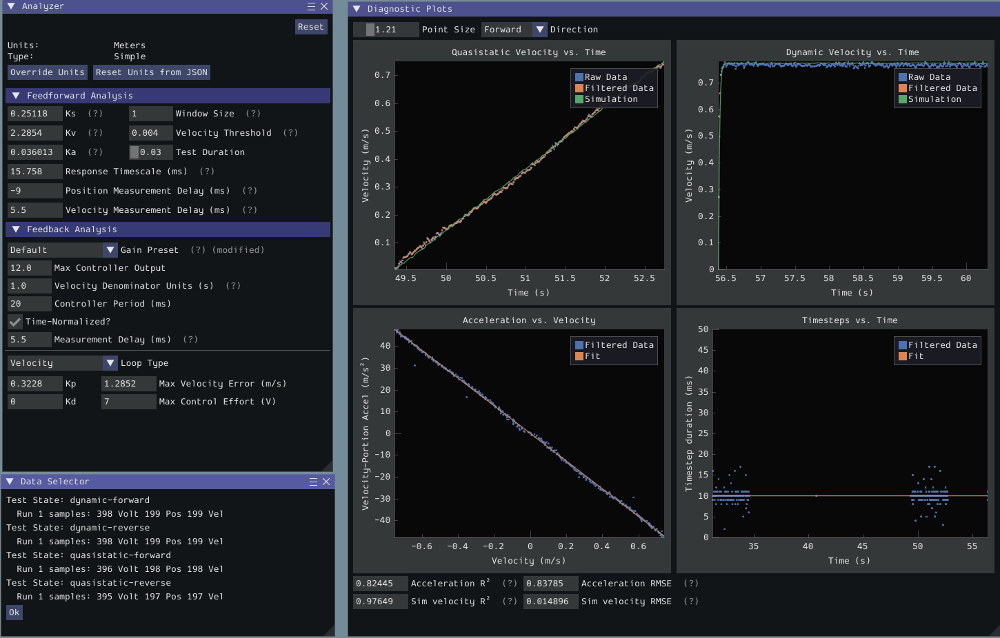 Analyzer
Reset
Units: Meters
Type: Simple
Override Units Reset Units from JSON
Feedforward Analysis
0.25118 Ks (?) 1 Window Size (?)
2.2854 Kv (?) 0.004 Velocity Threshold (?)
0.036013 Ka (?) 0.03 Test Duration
15.758 Response Timescale (ms) (?)
-9 Position Measurement Delay (ms) (?)
5.5 Velocity Measurement Delay (ms) (?)
Feedback Analysis
Default Gain Preset (?) (modified)
12.0 Max Controller Output
1.0 Velocity Denominator Units (s) (?)
20 Controller Period (ms)
Time-Normalized?
5.5 Measurement Delay (ms) (?)
Velocity Loop Type
0.3228 Kp 1.2852 Max Velocity Error (m/s)
0 Kd 7 Max Control Effort (V)
Data Selector
Test State: dynamic-forward
Run 1 samples: 398 Volt 199 Pos 199 Vel
Test State: dynamic-reverse
Run 1 samples: 398 Volt 199 Pos 199 Vel
Test State: quasistatic-forward
Run 1 samples: 396 Volt 198 Pos 198 Vel
Test State: quasistatic-reverse
Run 1 samples: 395 Volt 197 Pos 197 Vel
Ok
Diagnostic Plots
1.21 Point Size Forward Direction
Quasistatic Velocity vs. Time
Raw Data
Filtered Data
Simulation
Velocity (m/s)
0.7
0.6
0.5
0.4
0.3
0.2
0.1
49.5 50 50.5 51 51.5 52 52.5
Time (s)
Dynamic Velocity vs. Time
Raw Data
Filtered Data
Simulation
Velocity (m/s)
0.7
0.6
0.5
0.4
0.3
0.2
0.1
0
56.5 57 57.5 58 58.5 59 59.5 60
Time (s)
Acceleration vs. Velocity
Filtered Data
Fit
Velocity-Portion Accel (m/s²)
40
30
20
10
0
-10
-20
-30
-40
-0.6 -0.4 -0.2 0 0.2 0.4 0.6
Velocity (m/s)
Timesteps vs. Time
Filtered Data
Fit
Timestep duration (ms)
50
45
40
35
30
25
20
15
10
5
0
35 40 45 50 55
Time (s)
0.82445 Acceleration R² (?) 0.83785 Acceleration RMSE (?)
0.97649 Sim velocity R² (?) 0.014896 Sim velocity RMSE (?)